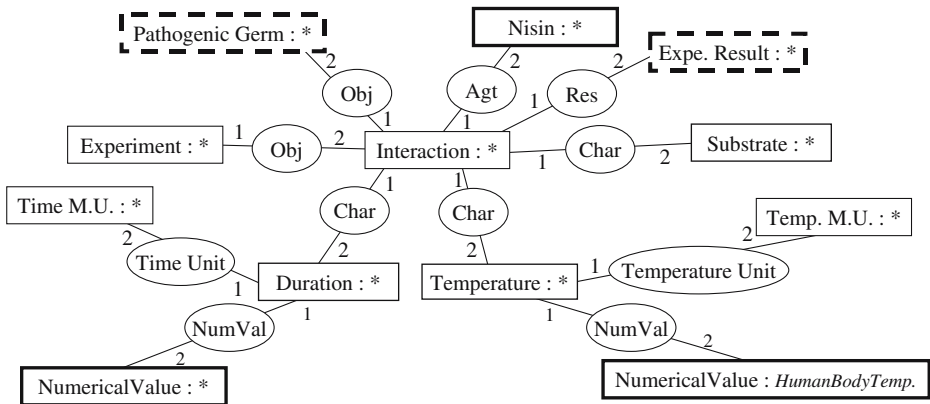 Nisin : *
Pathogenic Germ : *
Expe. Result : *
2
2
2
Obj
Agt
Res
1
1
1
Experiment : *
1
Obj
2
Interaction : *
1
Char
2
Substrate : *
1
1
Time M.U. : *
Char
Char
Temp. M.U. : *
2
2
2
2
Time Unit
1
Duration : *
Temperature : *
1
Temperature Unit
1
1
NumVal
NumVal
2
2
NumericalValue : *
NumericalValue : HumanBodyTemp.